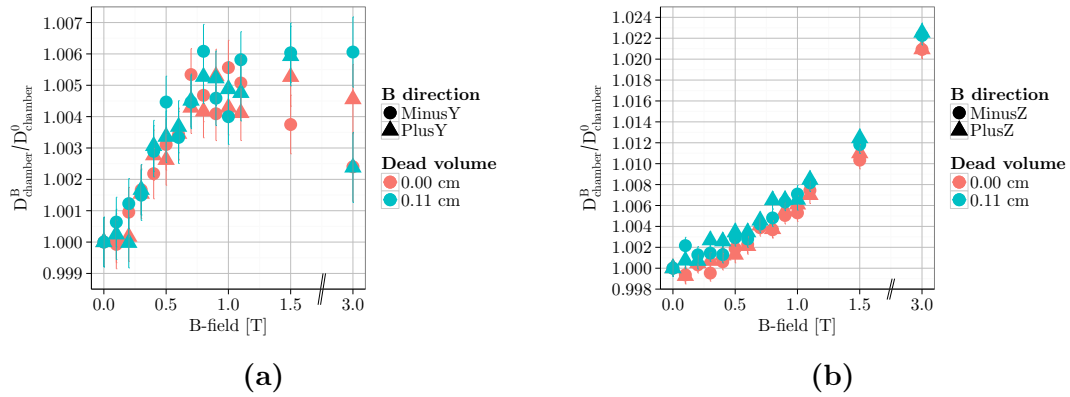 1.007
1.006
1.005
1.004
1.003
1.002
1.001
1.000
0.999
D^B_chamber/D^0_chamber
0.0 0.5 1.0 1.5 3.0
B-field [T]
B direction
MinusY
PlusY
Dead volume
0.00 cm
0.11 cm
(a)
1.024
1.022
1.020
1.018
1.016
1.014
1.012
1.010
1.008
1.006
1.004
1.002
1.000
0.998
D^B_chamber/D^0_chamber
0.0 0.5 1.0 1.5 3.0
B-field [T]
B direction
MinusZ
PlusZ
Dead volume
0.00 cm
0.11 cm
(b)